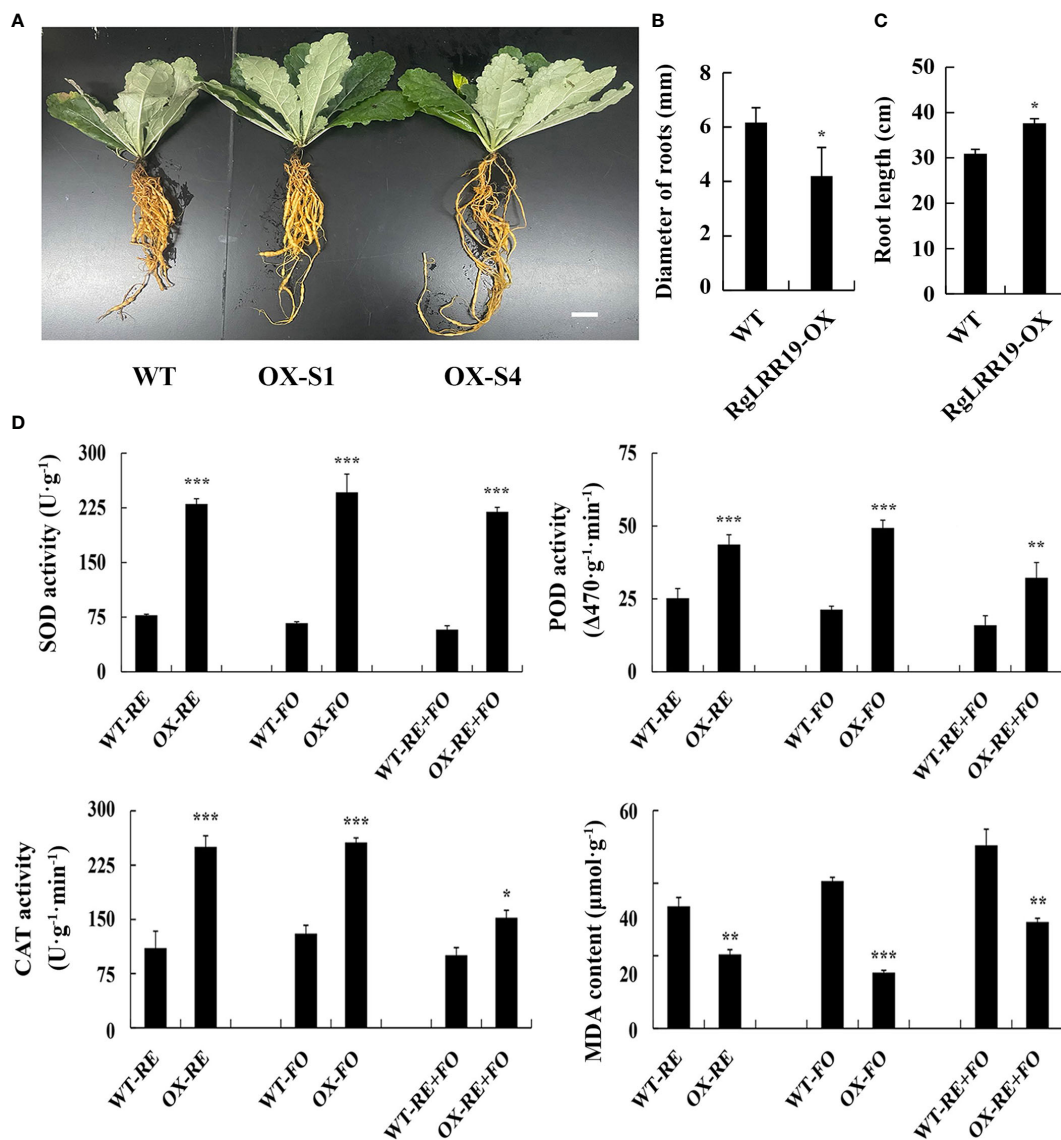 A
WT
OX-S1
OX-S4
B
Diameter of roots (mm)
8
6
4
2
0
WT
RgLRR19-OX
*
C
Root length (cm)
50
40
30
20
10
0
WT
RgLRR19-OX
*
D
SOD activity (U·g-1)
300
225
150
75
0
***
***
***
WT-RE
OX-RE
WT-FO
OX-FO
WT-RE+FO
OX-RE+FO
POD activity
(Δ470·g-1·min-1)
75
50
25
0
***
***
**
WT-RE
OX-RE
WT-FO
OX-FO
WT-RE+FO
OX-RE+FO
CAT activity
(U·g-1·min-1)
300
225
150
75
0
***
***
*
WT-RE
OX-RE
WT-FO
OX-FO
WT-RE+FO
OX-RE+FO
MDA content (μmol·g-1)
60
40
20
0
**
***
**
WT-RE
OX-RE
WT-FO
OX-FO
WT-RE+FO
OX-RE+FO